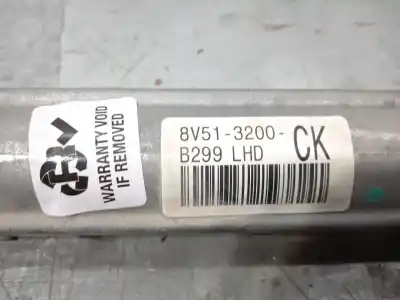 WARRANTY VOID
IF REMOVED
8V51-3200-
B299 LHD
CK